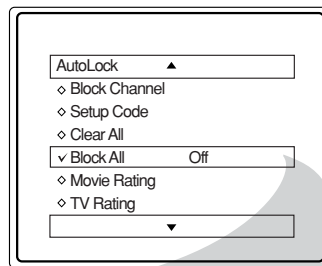 AutoLock ▲
◇ Block Channel
◇ Setup Code
◇ Clear All
✓ Block All Off
◇ Movie Rating
◇ TV Rating
▼